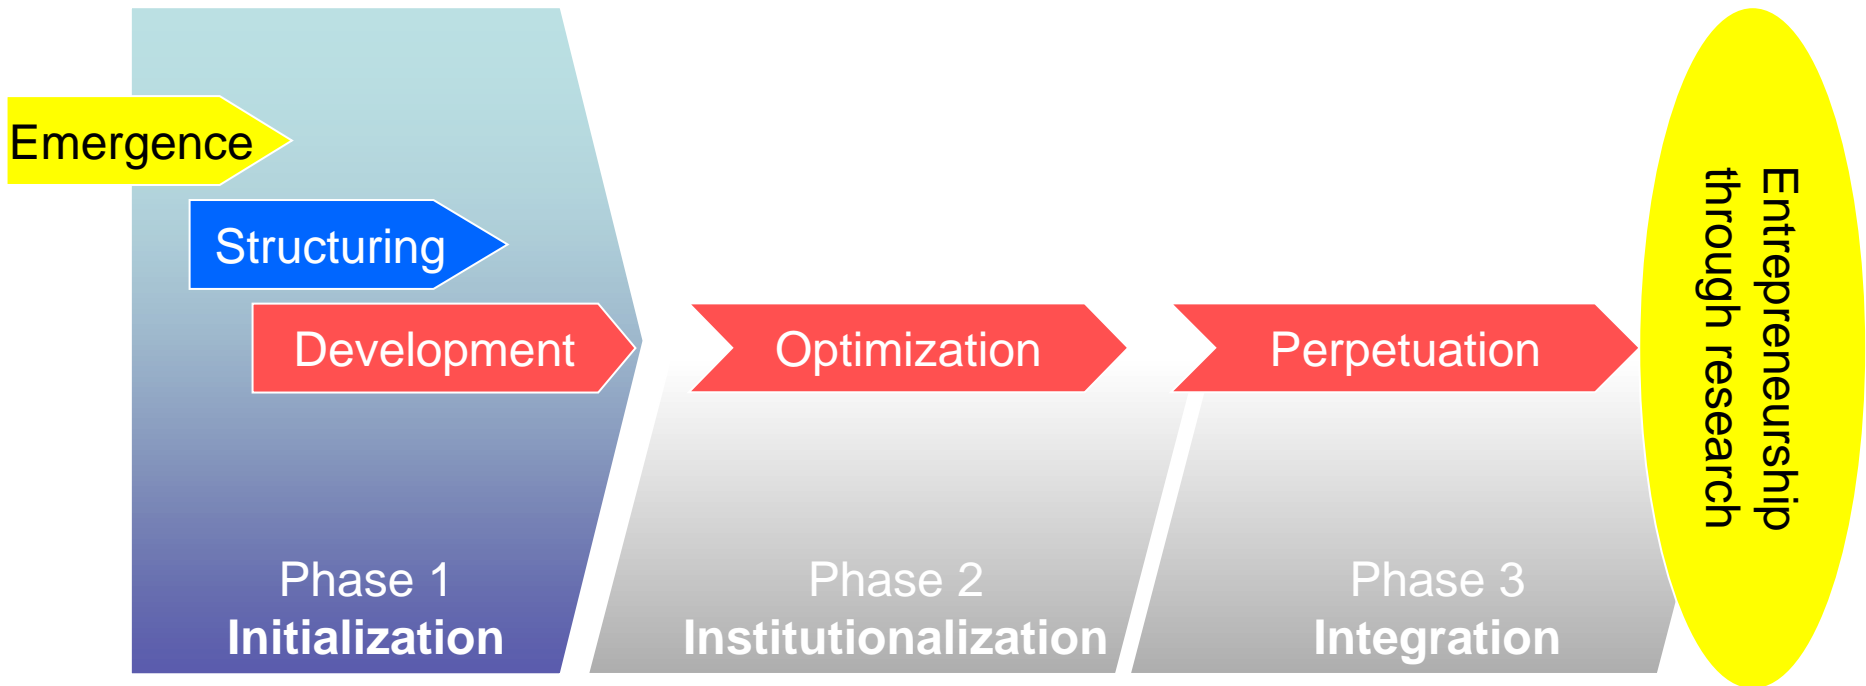 Emergence
Structuring
Development
Optimization
Perpetuation
Phase 1
Initialization
Phase 2
Institutionalization
Phase 3
Integration
Entrepreneurship
through research